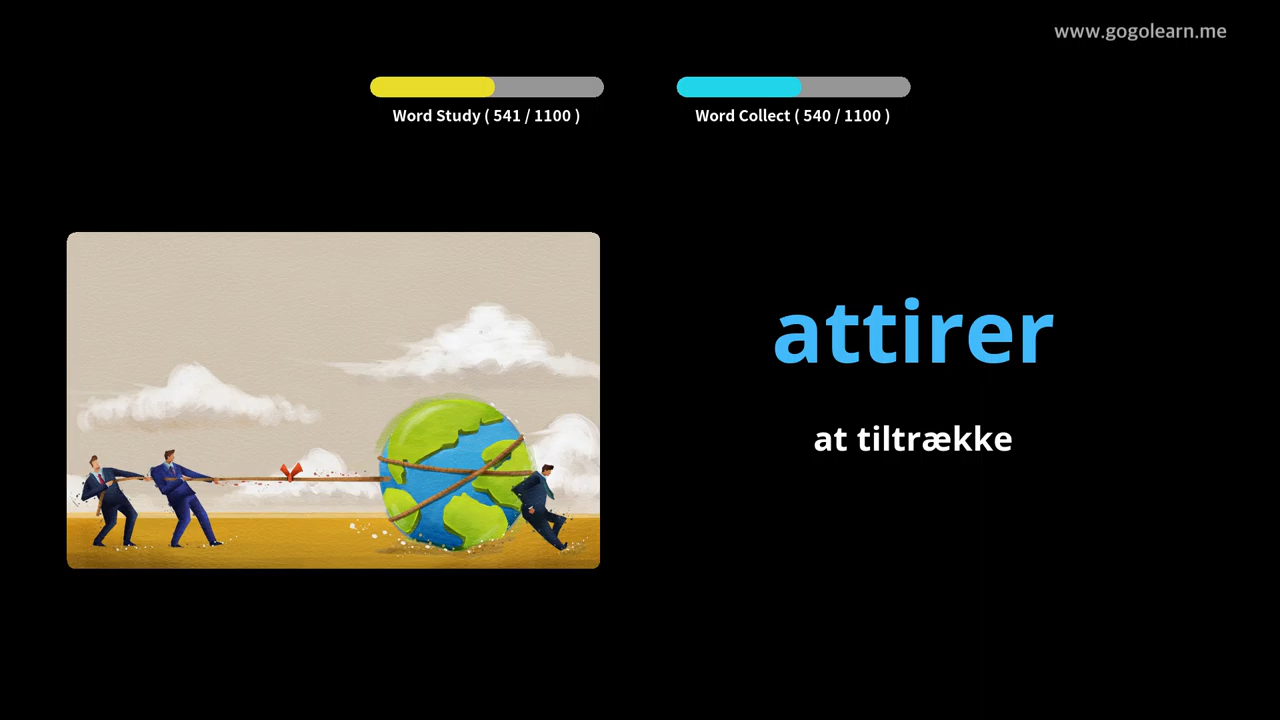 www.gogolearn.me
Word Study ( 541 / 1100 )
Word Collect ( 540 / 1100 )
attirer
at tiltrække